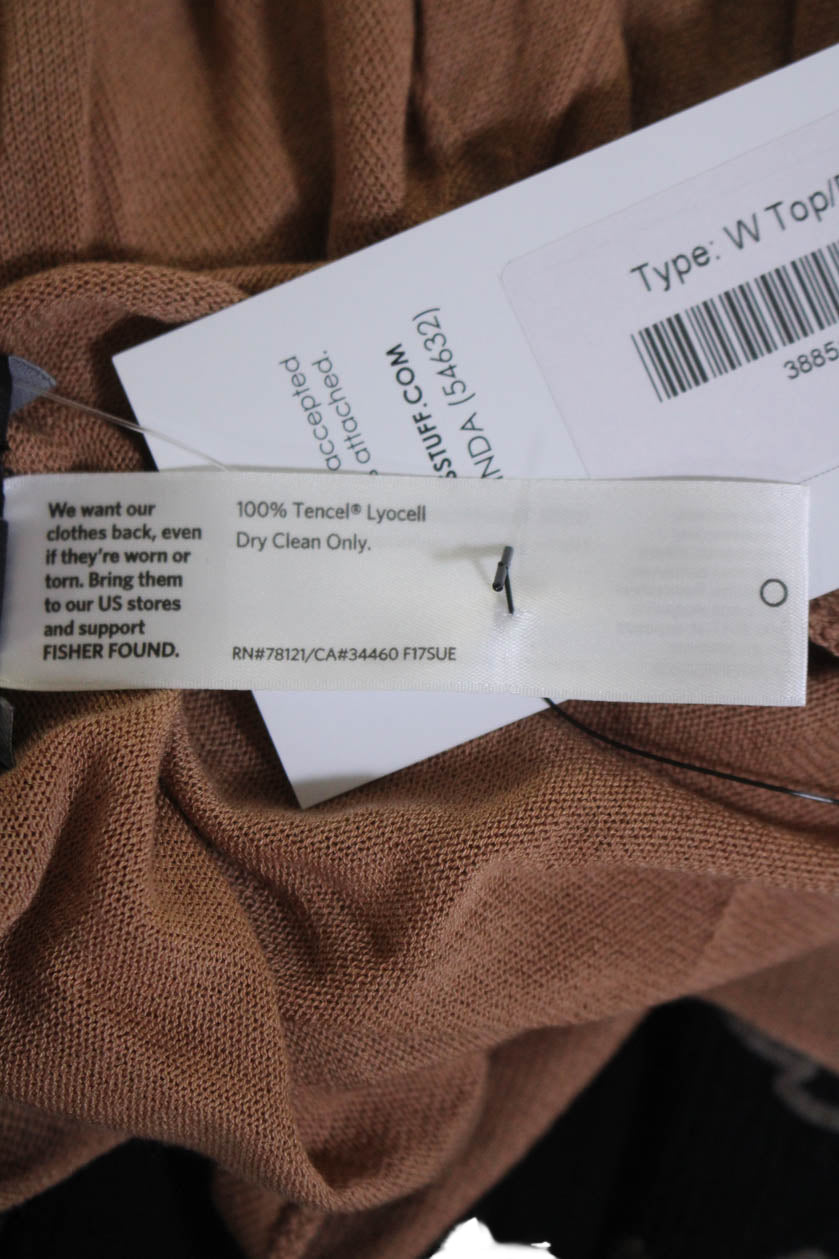 Type: W Top/
3885
accepted
attached.
SSTUFF.COM
NDA (54632)
We want our
clothes back, even
if they're worn or
torn. Bring them
to our US stores
and support
FISHER FOUND.
100% Tencel® Lyocell
Dry Clean Only.
RN#78121/CA#34460 F17SUE